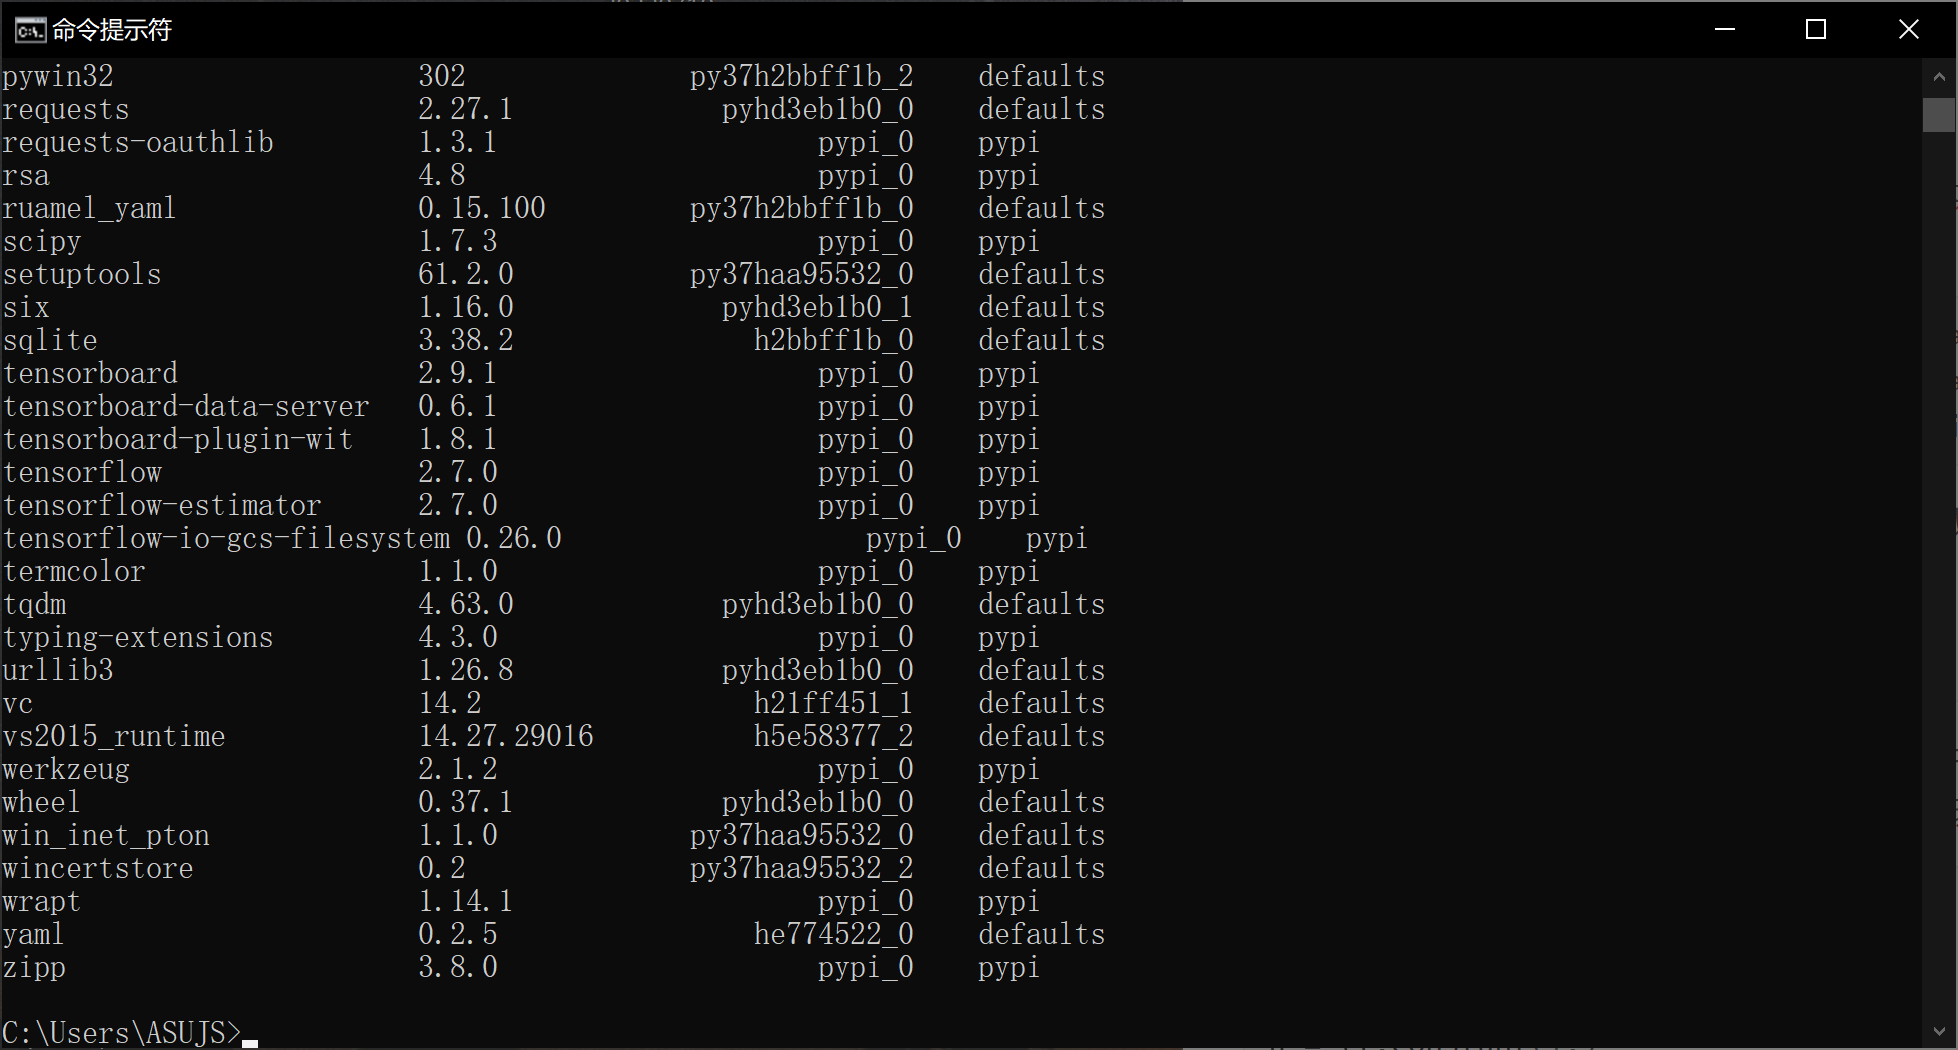 命令提示符
pywin32 302 py37h2bbff1b_2 defaults
requests 2.27.1 pyhd3eb1b0_0 defaults
requests-oauthlib 1.3.1 pypi_0 pypi
rsa 4.8 pypi_0 pypi
ruamel_yaml 0.15.100 py37h2bbff1b_0 defaults
scipy 1.7.3 pypi_0 pypi
setuptools 61.2.0 py37haa95532_0 defaults
six 1.16.0 pyhd3eb1b0_1 defaults
sqlite 3.38.2 h2bbff1b_0 defaults
tensorboard 2.9.1 pypi_0 pypi
tensorboard-data-server 0.6.1 pypi_0 pypi
tensorboard-plugin-wit 1.8.1 pypi_0 pypi
tensorflow 2.7.0 pypi_0 pypi
tensorflow-estimator 2.7.0 pypi_0 pypi
tensorflow-io-gcs-filesystem 0.26.0 pypi_0 pypi
termcolor 1.1.0 pypi_0 pypi
tqdm 4.63.0 pyhd3eb1b0_0 defaults
typing-extensions 4.3.0 pypi_0 pypi
urllib3 1.26.8 pyhd3eb1b0_0 defaults
vc 14.2 h21ff451_1 defaults
vs2015_runtime 14.27.29016 h5e58377_2 defaults
werkzeug 2.1.2 pypi_0 pypi
wheel 0.37.1 pyhd3eb1b0_0 defaults
win_inet_pton 1.1.0 py37haa95532_0 defaults
wincertstore 0.2 py37haa95532_2 defaults
wrapt 1.14.1 pypi_0 pypi
yaml 0.2.5 he774522_0 defaults
zipp 3.8.0 pypi_0 pypi
C:\Users\ASUJS>